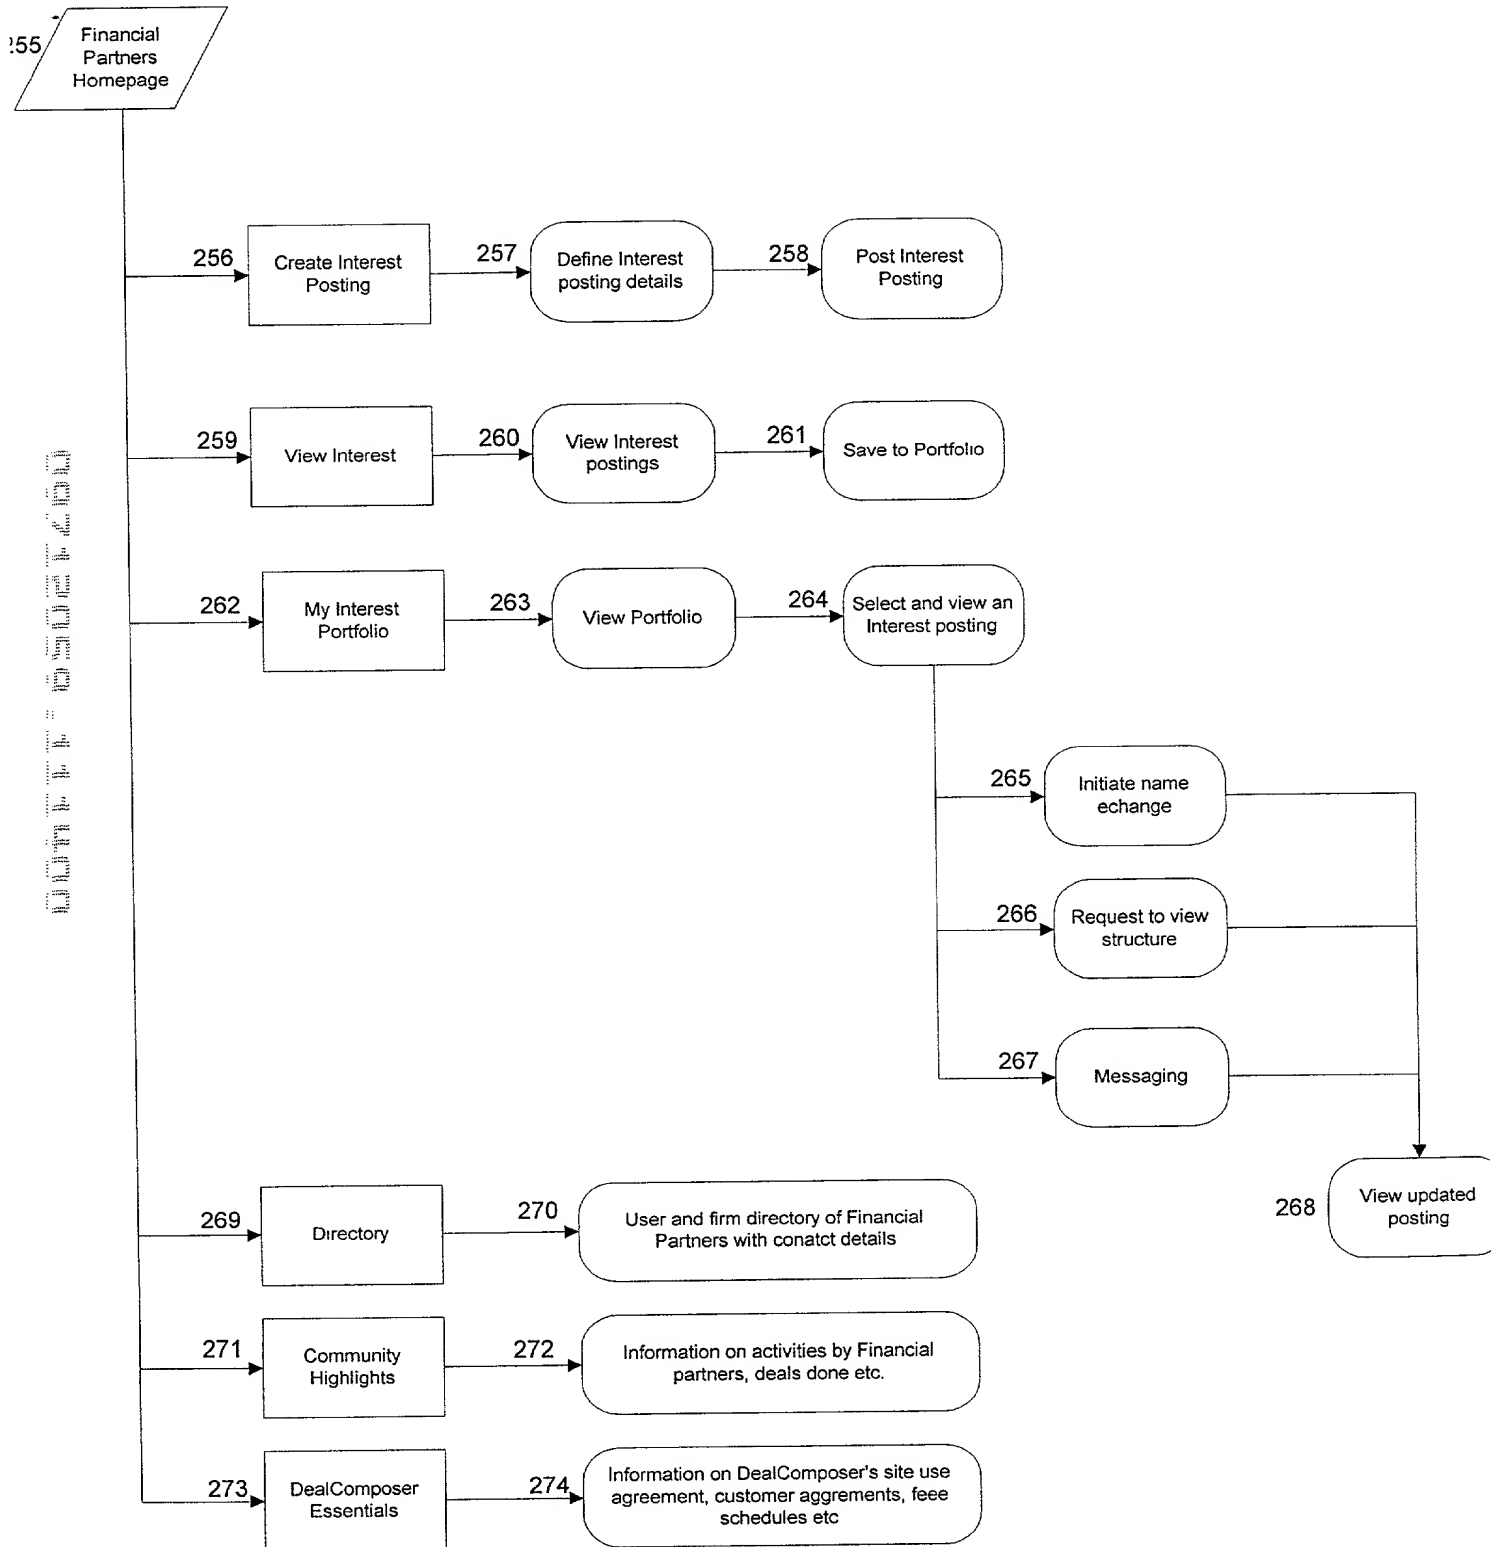 255
Financial
Partners
Homepage
256
Create Interest
Posting
257
Define Interest
posting details
258
Post Interest
Posting
259
View Interest
260
View Interest
postings
261
Save to Portfolio
262
My Interest
Portfolio
263
View Portfolio
264
Select and view an
Interest posting
265
Initiate name
echange
266
Request to view
structure
267
Messaging
268
View updated
posting
269
Directory
270
User and firm directory of Financial
Partners with conatct details
271
Community
Highlights
272
Information on activities by Financial
partners, deals done etc.
273
DealComposer
Essentials
274
Information on DealComposer's site use
agreement, customer aggrements, feee
schedules etc